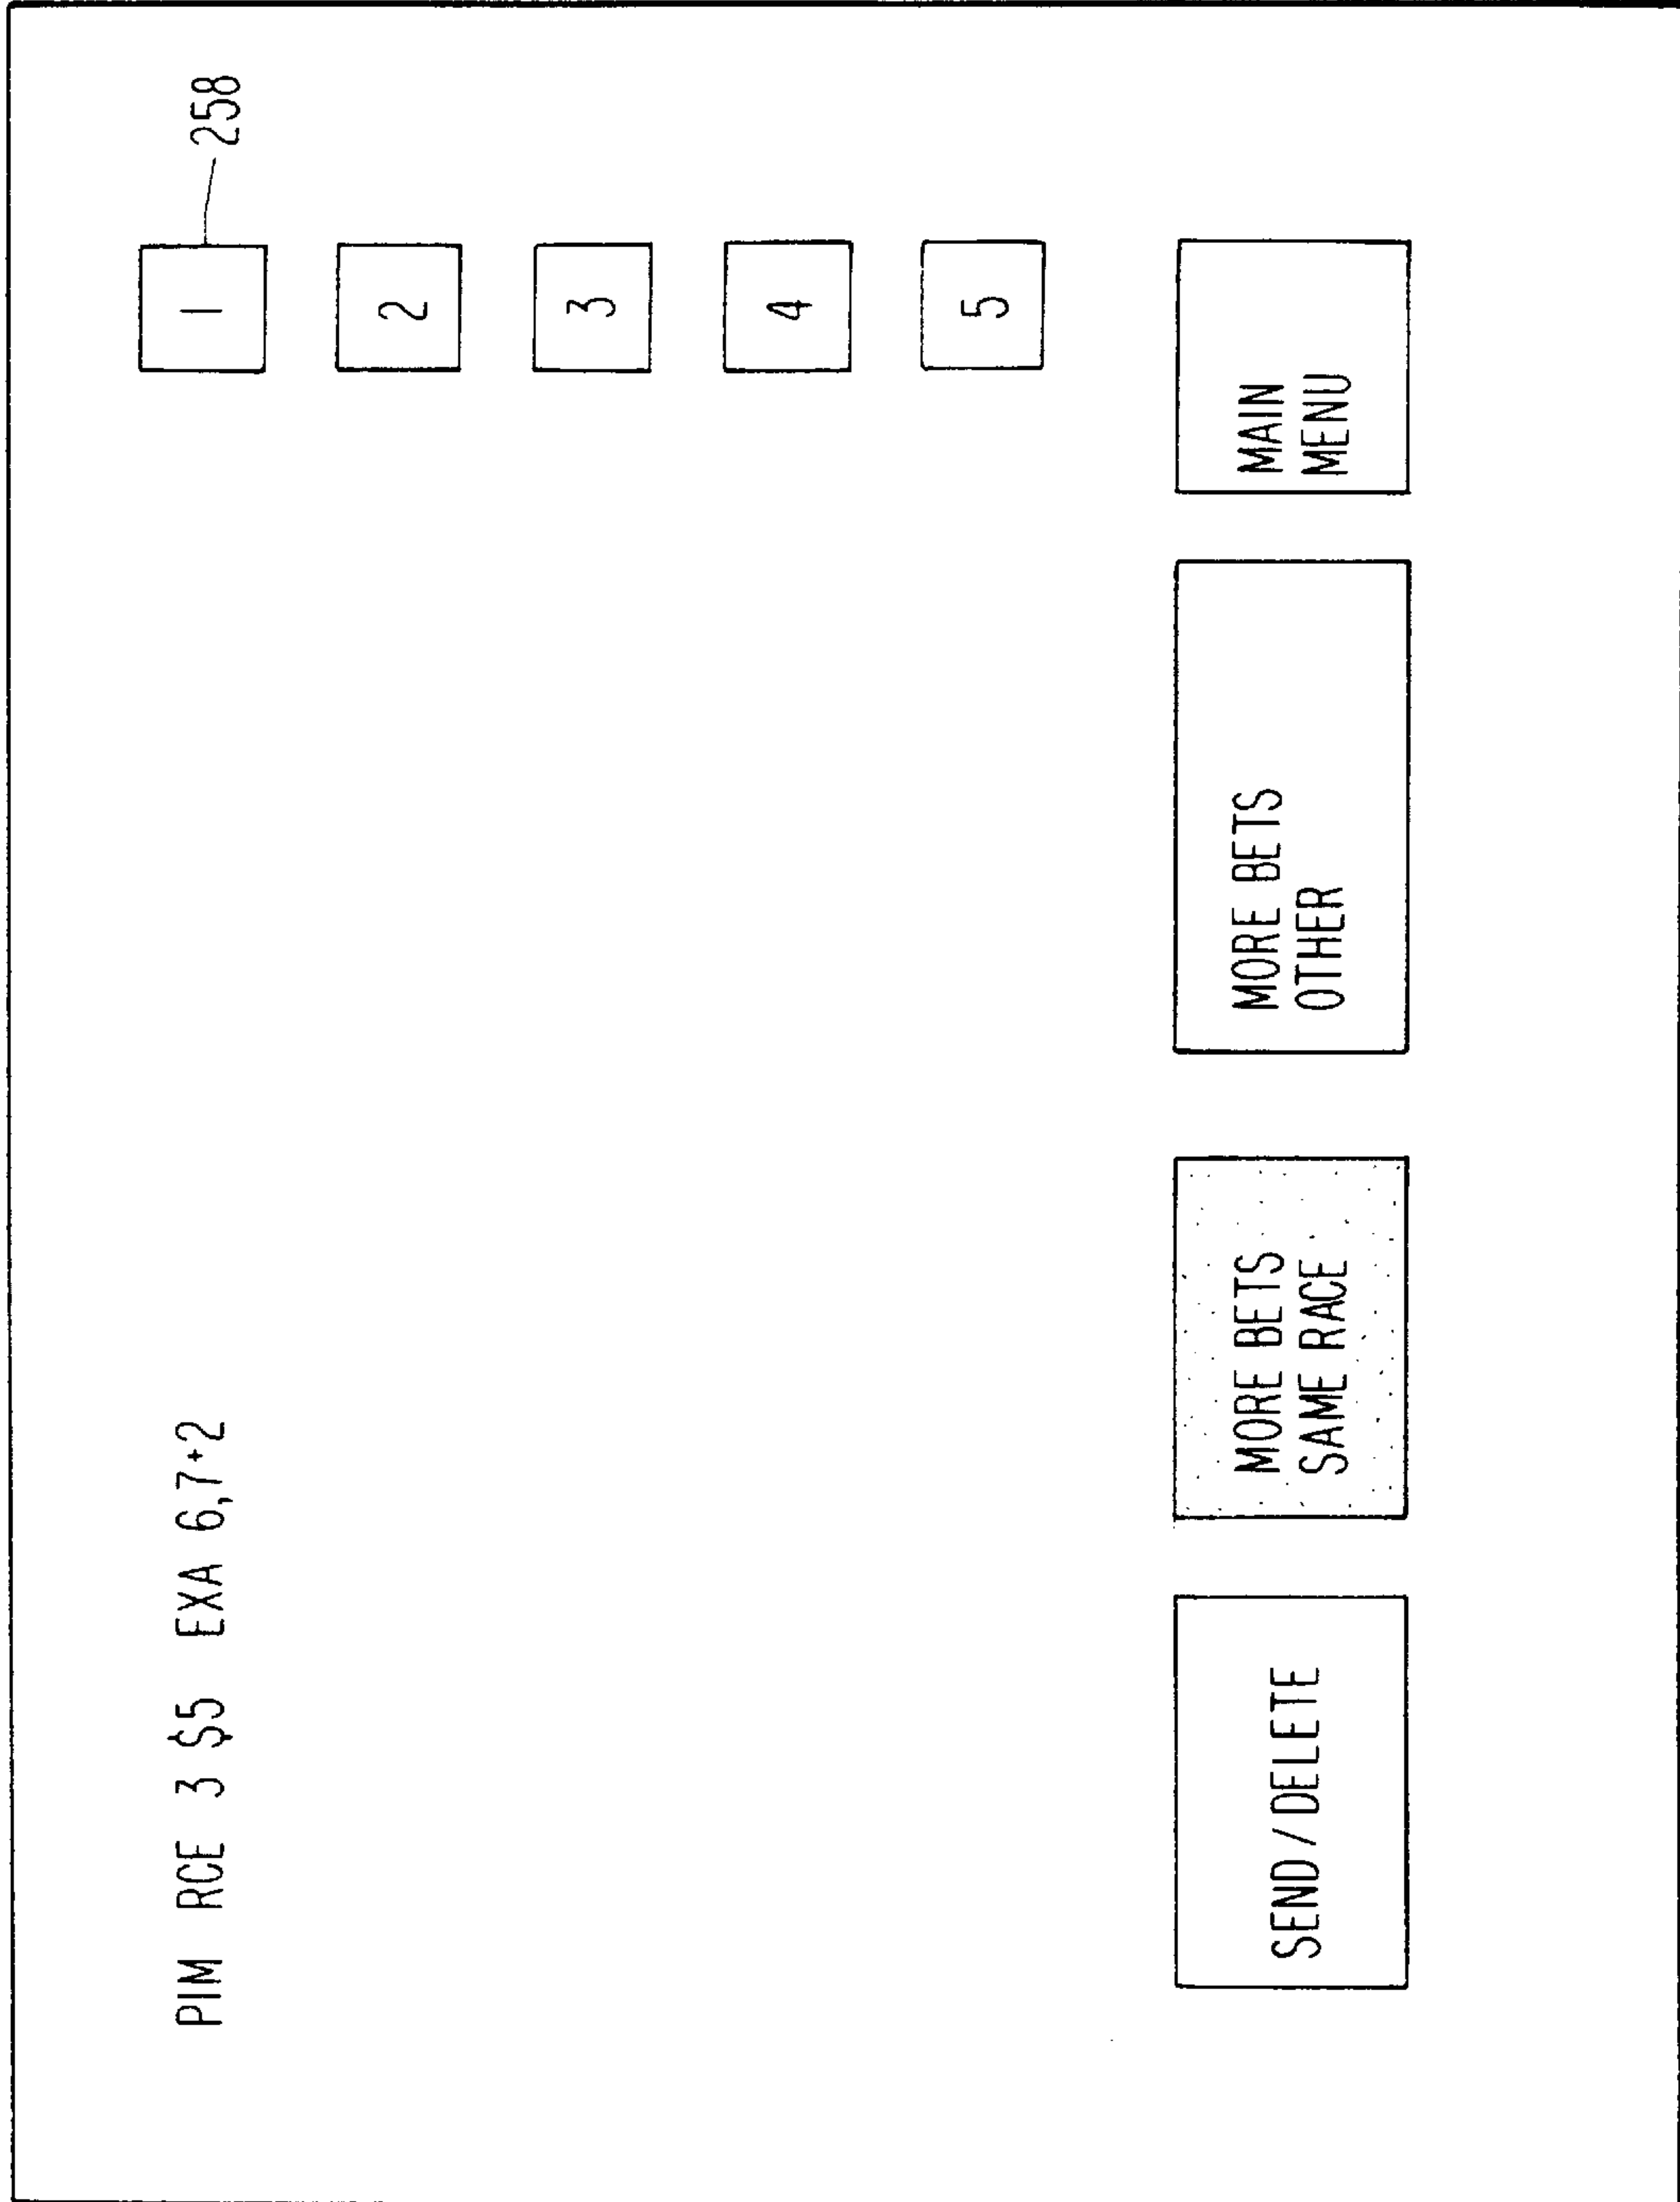 PIM RCE 3 $5 EXA 6,7+2
1
258
2
3
4
5
SEND/DELETE
MORE BETS
SAME RACE
MORE BETS
OTHER
MAIN
MENU